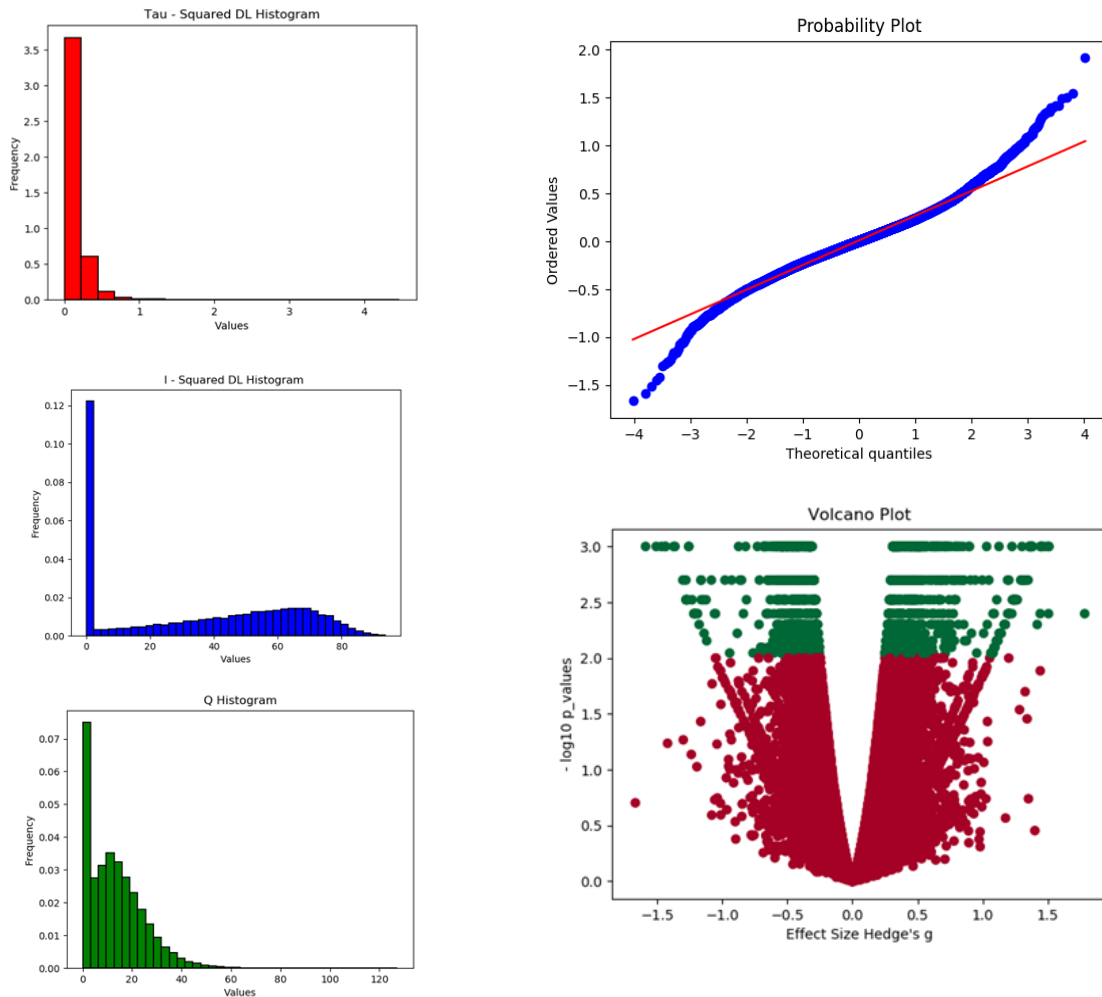 Tau - Squared DL Histogram
3.5
3.0
2.5
2.0
1.5
1.0
0.5
0.0
Frequency
0 1 2 3 4
Values
I - Squared DL Histogram
0.12
0.10
0.08
0.06
0.04
0.02
0.00
Frequency
0 20 40 60 80
Values
Q Histogram
0.07
0.06
0.05
0.04
0.03
0.02
0.01
0.00
Frequency
0 20 40 60 80 100 120
Values
Probability Plot
2.0
1.5
1.0
0.5
0.0
−0.5
−1.0
−1.5
Ordered Values
−4 −3 −2 −1 0 1 2 3 4
Theoretical quantiles
Volcano Plot
3.0
2.5
2.0
1.5
1.0
0.5
0.0
- log10 p_values
−1.5 −1.0 −0.5 0.0 0.5 1.0 1.5
Effect Size Hedge's g